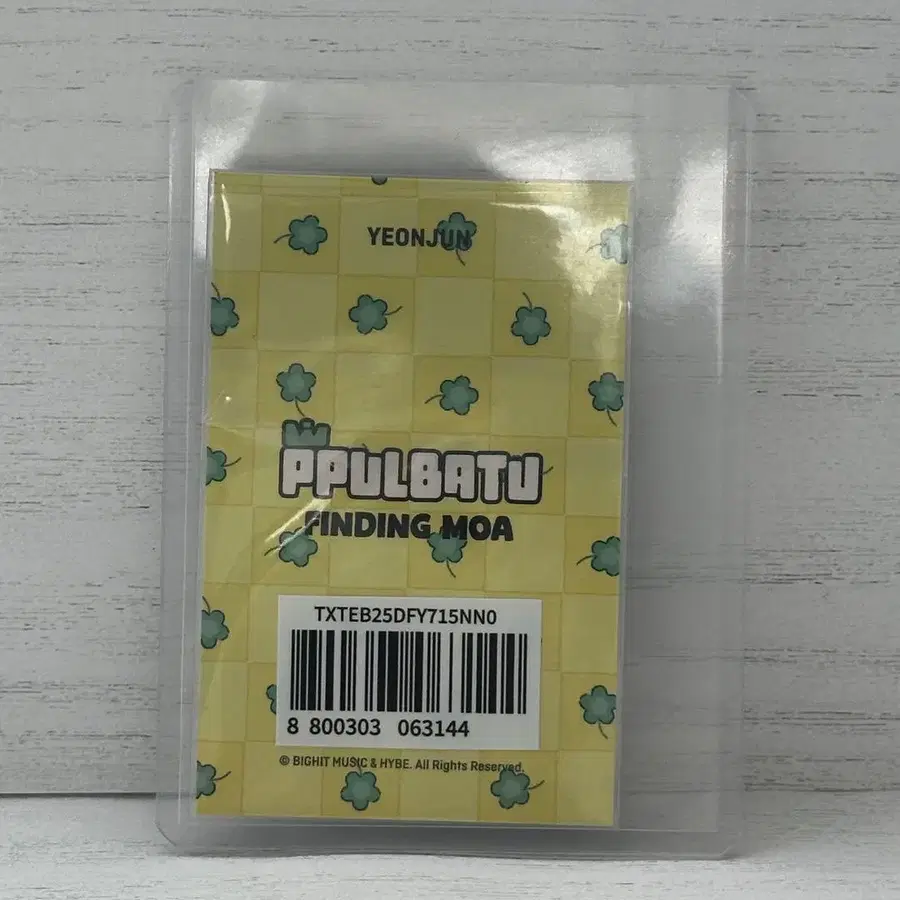 YEONJUN
PPULBATU
FINDING MOA
TXTEB25DFY715NN0
8 800303 063144
© BIGHIT MUSIC & HYBE. All Rights Reserved.